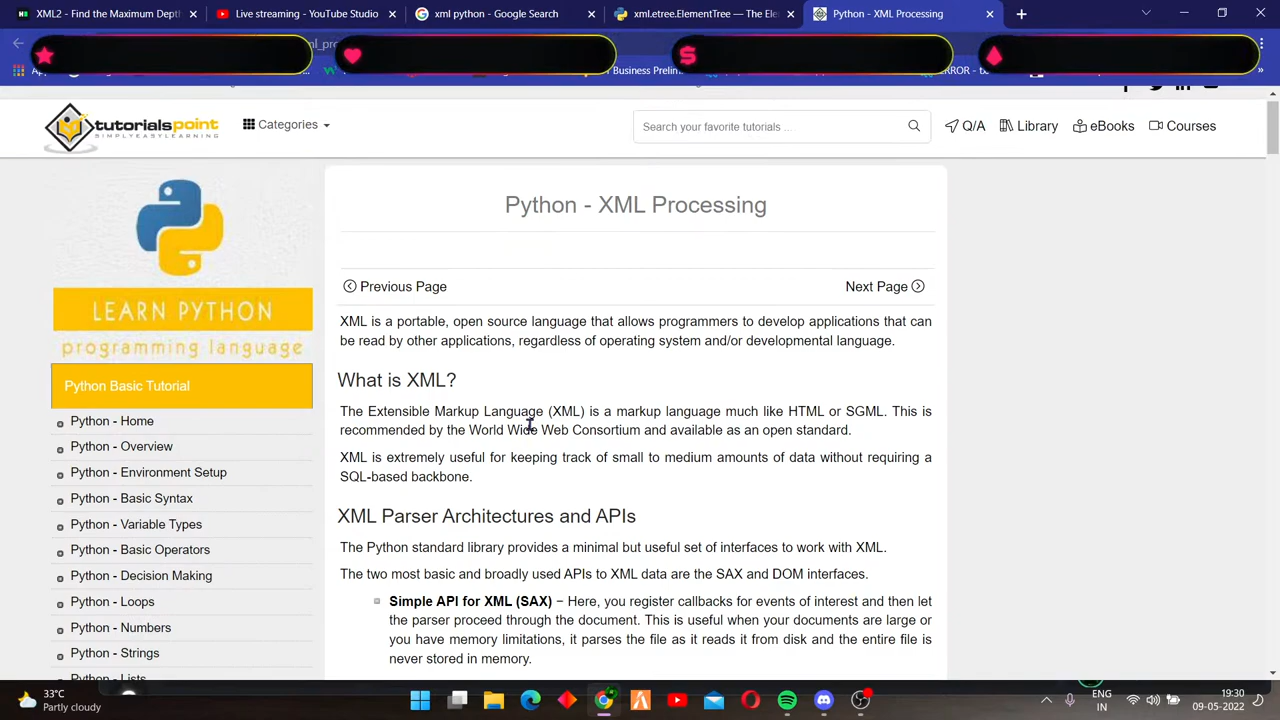 XML2 - Find the Maximum Dept
Live streaming - YouTube Studio
xml python - Google Search
xml.etree.ElementTree — The Ele
Python - XML Processing
Business Prelim
tutorialspoint
SIMPLYEASYLEARNING
Categories
Search your favorite tutorials ..
Q/A
Library
eBooks
Courses
LEARN PYTHON
programming language
Python Basic Tutorial
Python - Home
Python - Overview
Python - Environment Setup
Python - Basic Syntax
Python - Variable Types
Python - Basic Operators
Python - Decision Making
Python - Loops
Python - Numbers
Python - Strings
Python - Lists
Python - XML Processing
Previous Page
Next Page
XML is a portable, open source language that allows programmers to develop applications that can
be read by other applications, regardless of operating system and/or developmental language.
What is XML?
The Extensible Markup Language (XML) is a markup language much like HTML or SGML. This is
recommended by the World Wide Web Consortium and available as an open standard.
XML is extremely useful for keeping track of small to medium amounts of data without requiring a
SQL-based backbone.
XML Parser Architectures and APIs
The Python standard library provides a minimal but useful set of interfaces to work with XML.
The two most basic and broadly used APIs to XML data are the SAX and DOM interfaces.
Simple API for XML (SAX) − Here, you register callbacks for events of interest and then let
the parser proceed through the document. This is useful when your documents are large or
you have memory limitations, it parses the file as it reads it from disk and the entire file is
never stored in memory.
33°C
Partly cloudy
ENG
IN
19:30
09-05-2022